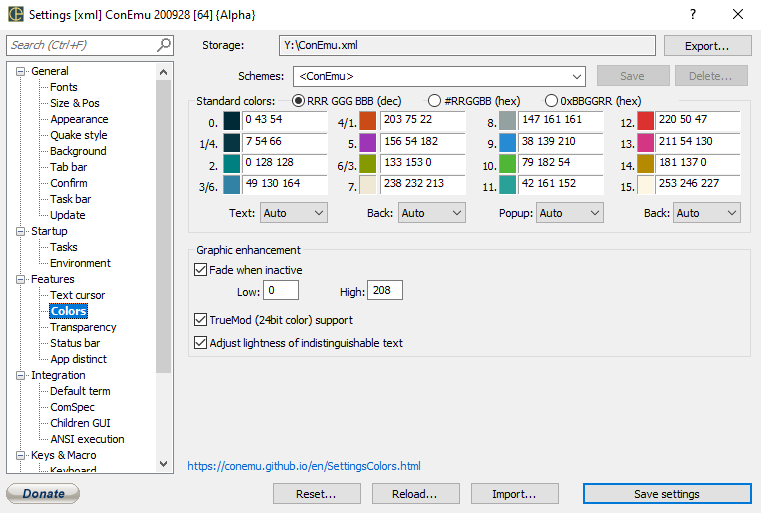 Settings [xml] ConEmu 200928 [64] {Alpha}
Search (Ctrl+F)
Storage: Y:\ConEmu.xml Export...
Schemes: <ConEmu> Save Delete...
General
Fonts
Size & Pos
Appearance
Quake style
Background
Tab bar
Confirm
Task bar
Update
Startup
Tasks
Environment
Features
Text cursor
Colors
Transparency
Status bar
App distinct
Integration
Default term
ComSpec
Children GUI
ANSI execution
Keys & Macro
Keyboard
Standard colors: RRR GGG BBB (dec) #RRGGBB (hex) 0xBBGGRR (hex)
0. 0 43 54 4/1. 203 75 22 8. 147 161 161 12. 220 50 47
1/4. 7 54 66 5. 156 54 182 9. 38 139 210 13. 211 54 130
2. 0 128 128 6/3. 133 153 0 10. 79 182 54 14. 181 137 0
3/6. 49 130 164 7. 238 232 213 11. 42 161 152 15. 253 246 227
Text: Auto Back: Auto Popup: Auto Back: Auto
Graphic enhancement
Fade when inactive
Low: 0 High: 208
TrueMod (24bit color) support
Adjust lightness of indistinguishable text
https://conemu.github.io/en/SettingsColors.html
Donate Reset... Reload... Import... Save settings